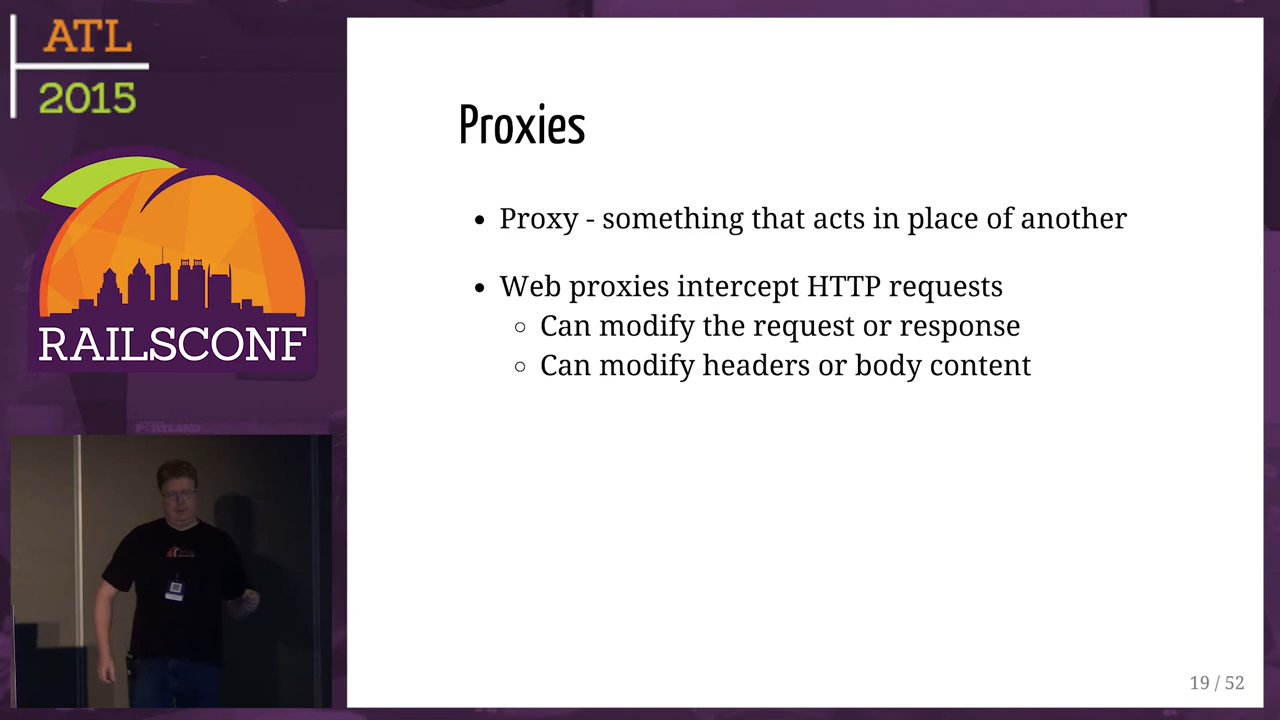 ATL
2015
RAILSCONF
Proxies
• Proxy - something that acts in place of another
• Web proxies intercept HTTP requests
○ Can modify the request or response
○ Can modify headers or body content
19 / 52
PORTLAND